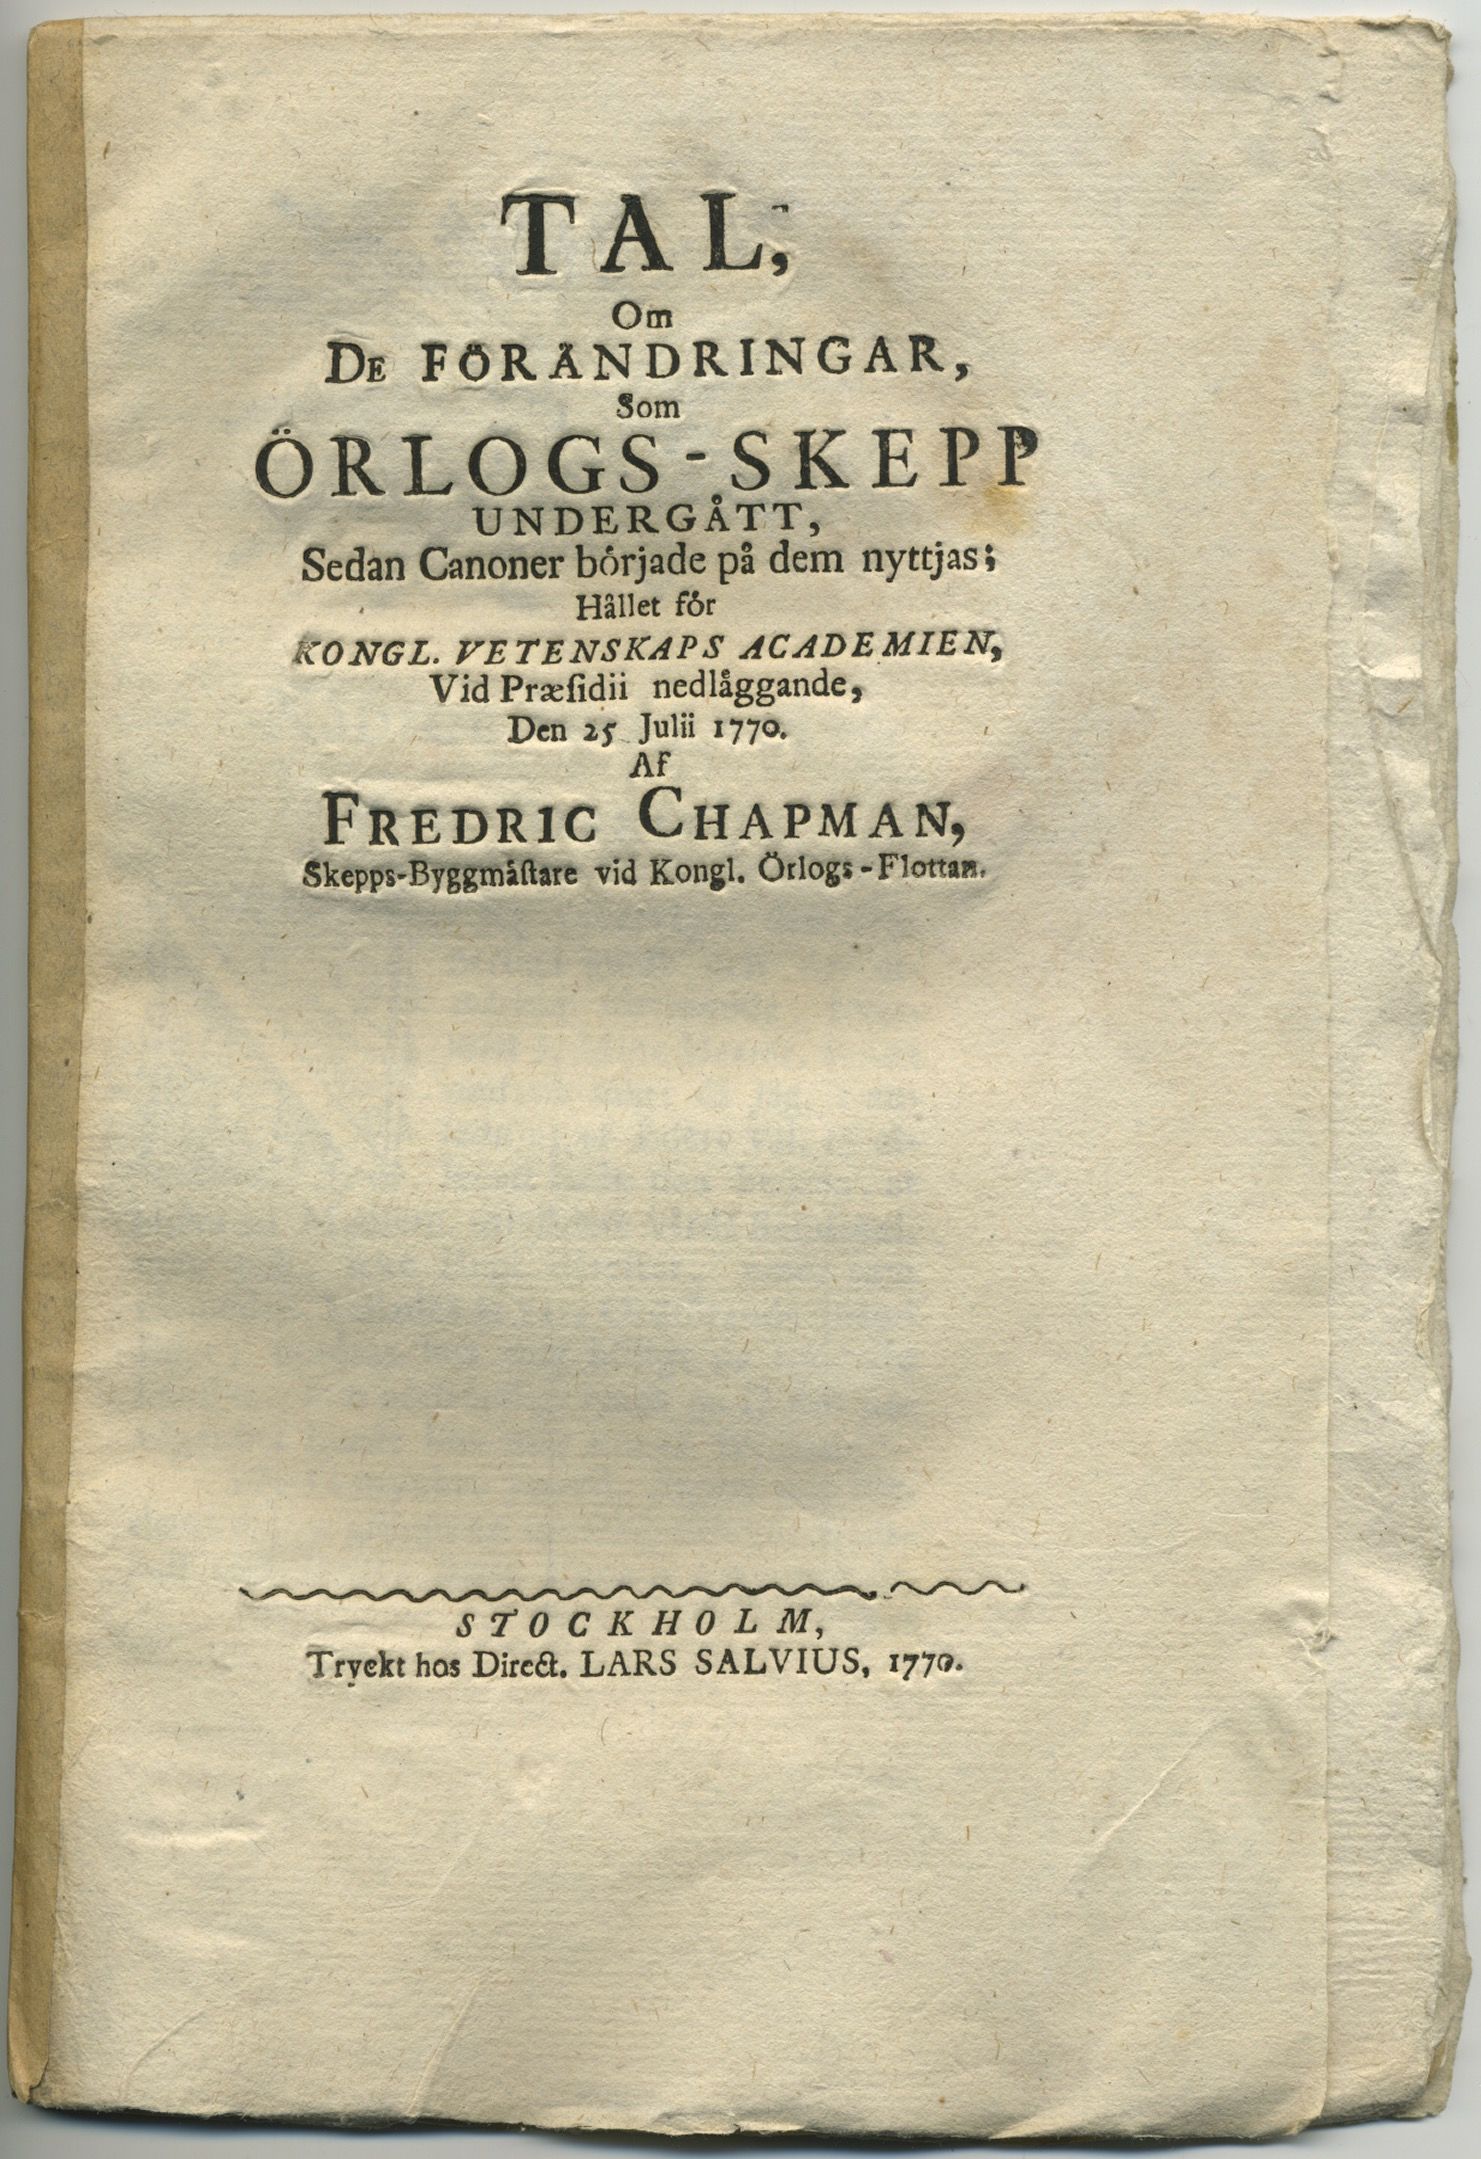 TAL,
Om
DE FÖRÄNDRINGAR,
Som
ÖRLOGS-SKEPP
UNDERGÅTT,
Sedan Canoner började på dem nyttjas;
Hållet för
KONGL. VETENSKAPS ACADEMIEN,
Vid Præſidii nedläggande,
Den 25 Julii 1770.
Af
FREDRIC CHAPMAN,
Skepps-Byggmäſtare vid Kongl. Örlogs-Flottan.
STOCKHOLM,
Tryckt hos Direct. LARS SALVIUS, 1770.